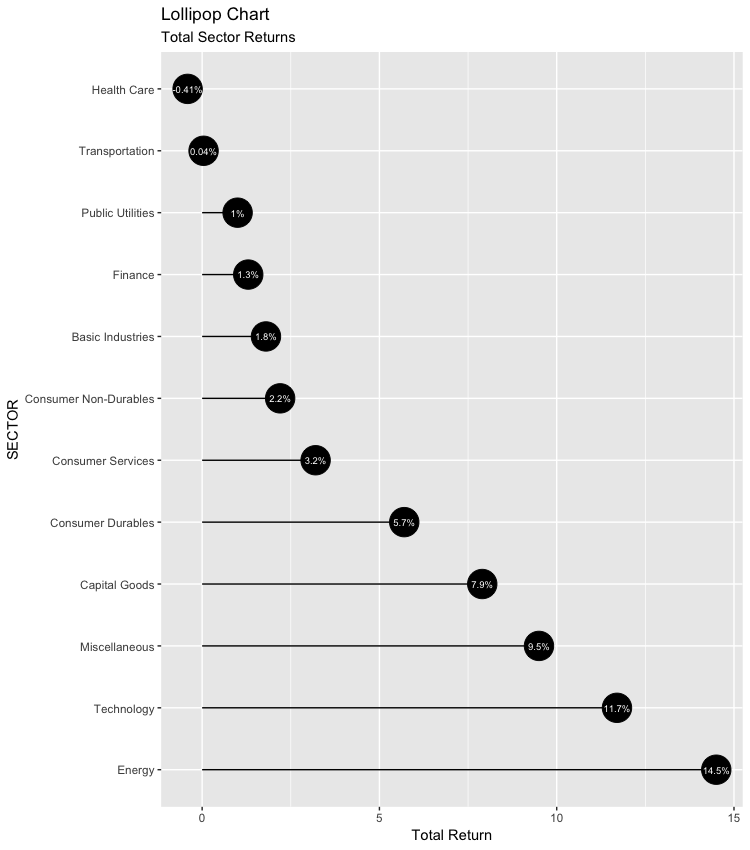 Lollipop Chart
Total Sector Returns
Health Care
-0.41%
Transportation
0.04%
Public Utilities
1%
Finance
1.3%
Basic Industries
1.8%
Consumer Non-Durables
2.2%
SECTOR
Consumer Services
3.2%
Consumer Durables
5.7%
Capital Goods
7.9%
Miscellaneous
9.5%
Technology
11.7%
Energy
14.5%
0 5 10 15
Total Return